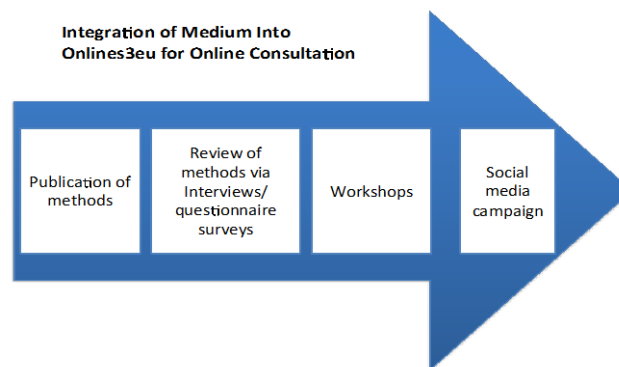 Integration of Medium Into
Onlines3eu for Online Consultation
Publication of
methods
Review of
methods via
Interviews/
questionnaire
surveys
Workshops
Social
media
campaign